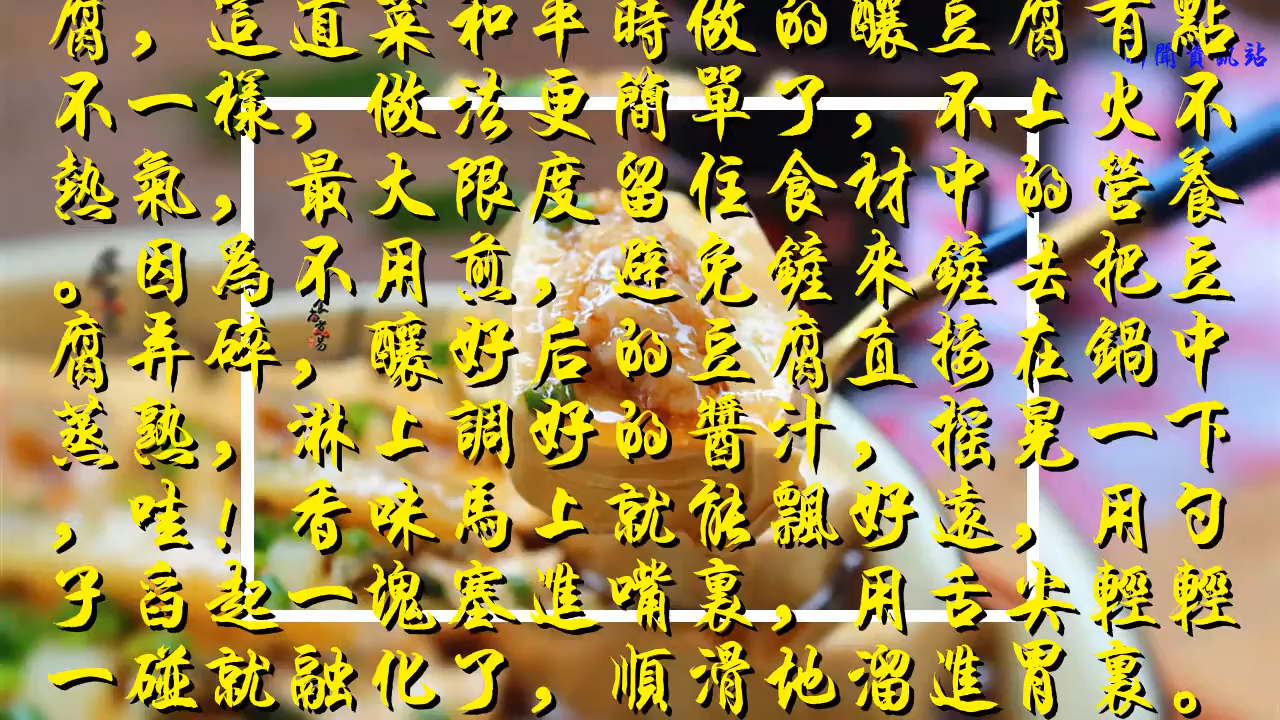 腐，這道菜和平時做的釀豆腐有點
聞資訊站
不一樣，做法更簡單了，不上火不
熱氣，最大限度留住食材中的營養
。因為不用煎，避免鏟來鏟去把豆
腐弄碎，釀好后的豆腐直接在鍋中
蒸熟，淋上調好的醬汁，摇晃一下
，哇！香味馬上就能飄好遠，用勺
子舀起一塊塞進嘴裏，用舌尖輕輕
一碰就融化了，順滑地溜進胃裏。